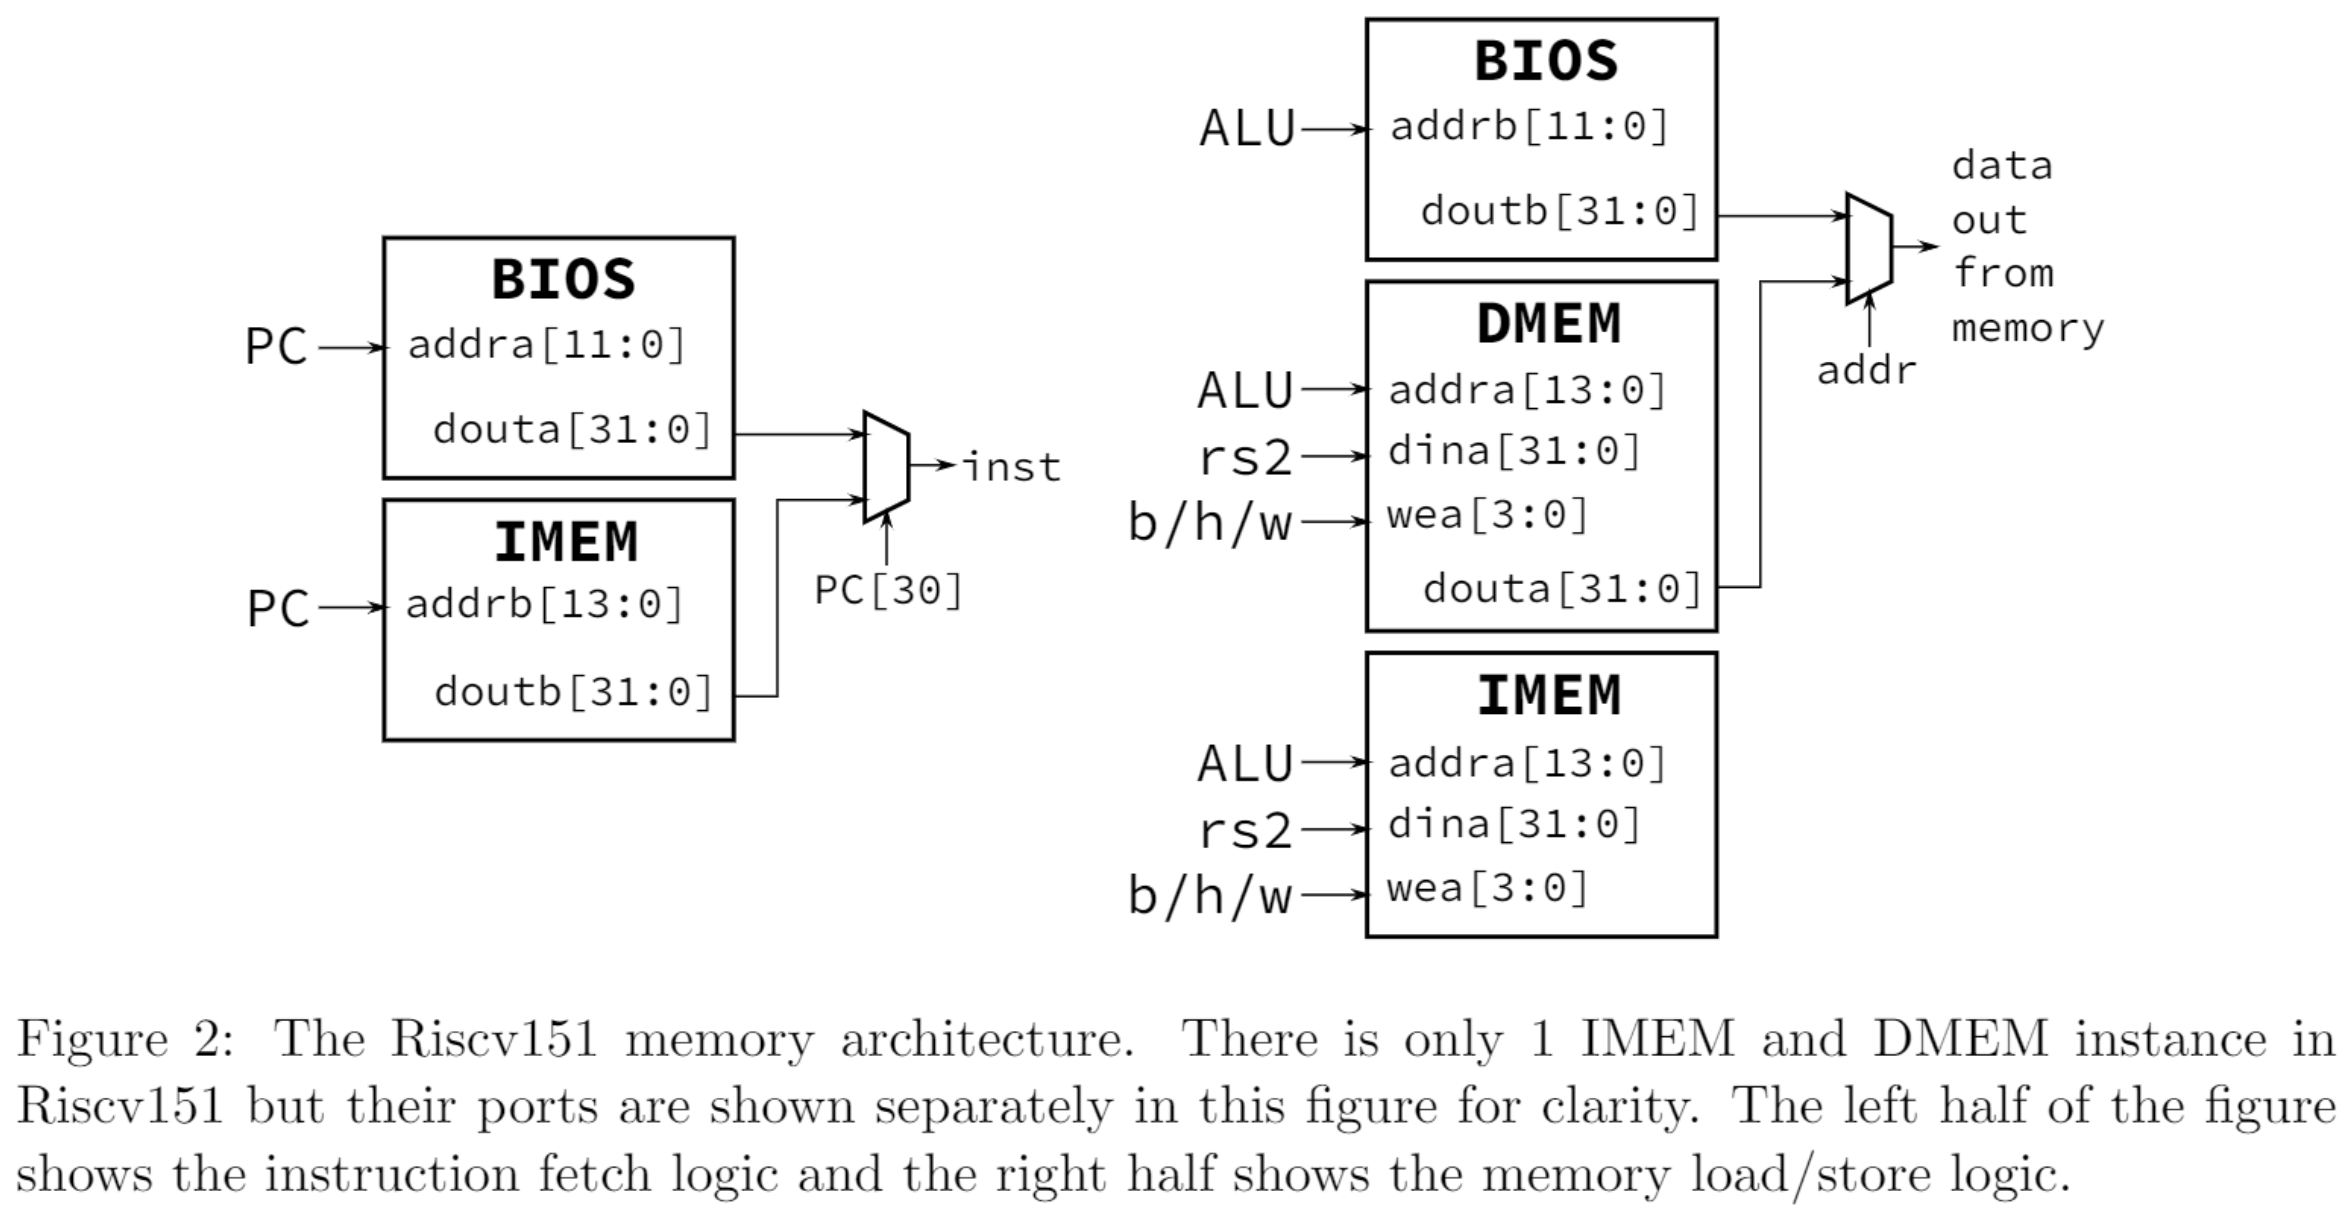 BIOS
PC
addra[11:0]
douta[31:0]
IMEM
PC
addrb[13:0]
doutb[31:0]
inst
PC[30]
BIOS
ALU
addrb[11:0]
doutb[31:0]
DMEM
ALU
addra[13:0]
rs2
dina[31:0]
b/h/w
wea[3:0]
douta[31:0]
data
out
from
memory
addr
IMEM
ALU
addra[13:0]
rs2
dina[31:0]
b/h/w
wea[3:0]
Figure 2: The Riscv151 memory architecture. There is only 1 IMEM and DMEM instance in
Riscv151 but their ports are shown separately in this figure for clarity. The left half of the figure
shows the instruction fetch logic and the right half shows the memory load/store logic.